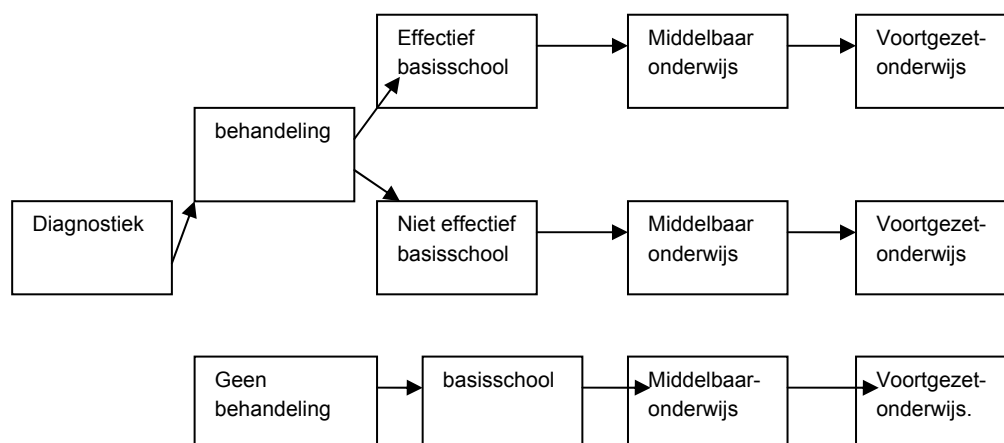 Effectief
basisschool
Middelbaar
onderwijs
Voortgezet-
onderwijs
behandeling
Diagnostiek
Niet effectief
basisschool
Middelbaar
onderwijs
Voortgezet-
onderwijs
Geen
behandeling
basisschool
Middelbaar-
onderwijs
Voortgezet-
onderwijs.